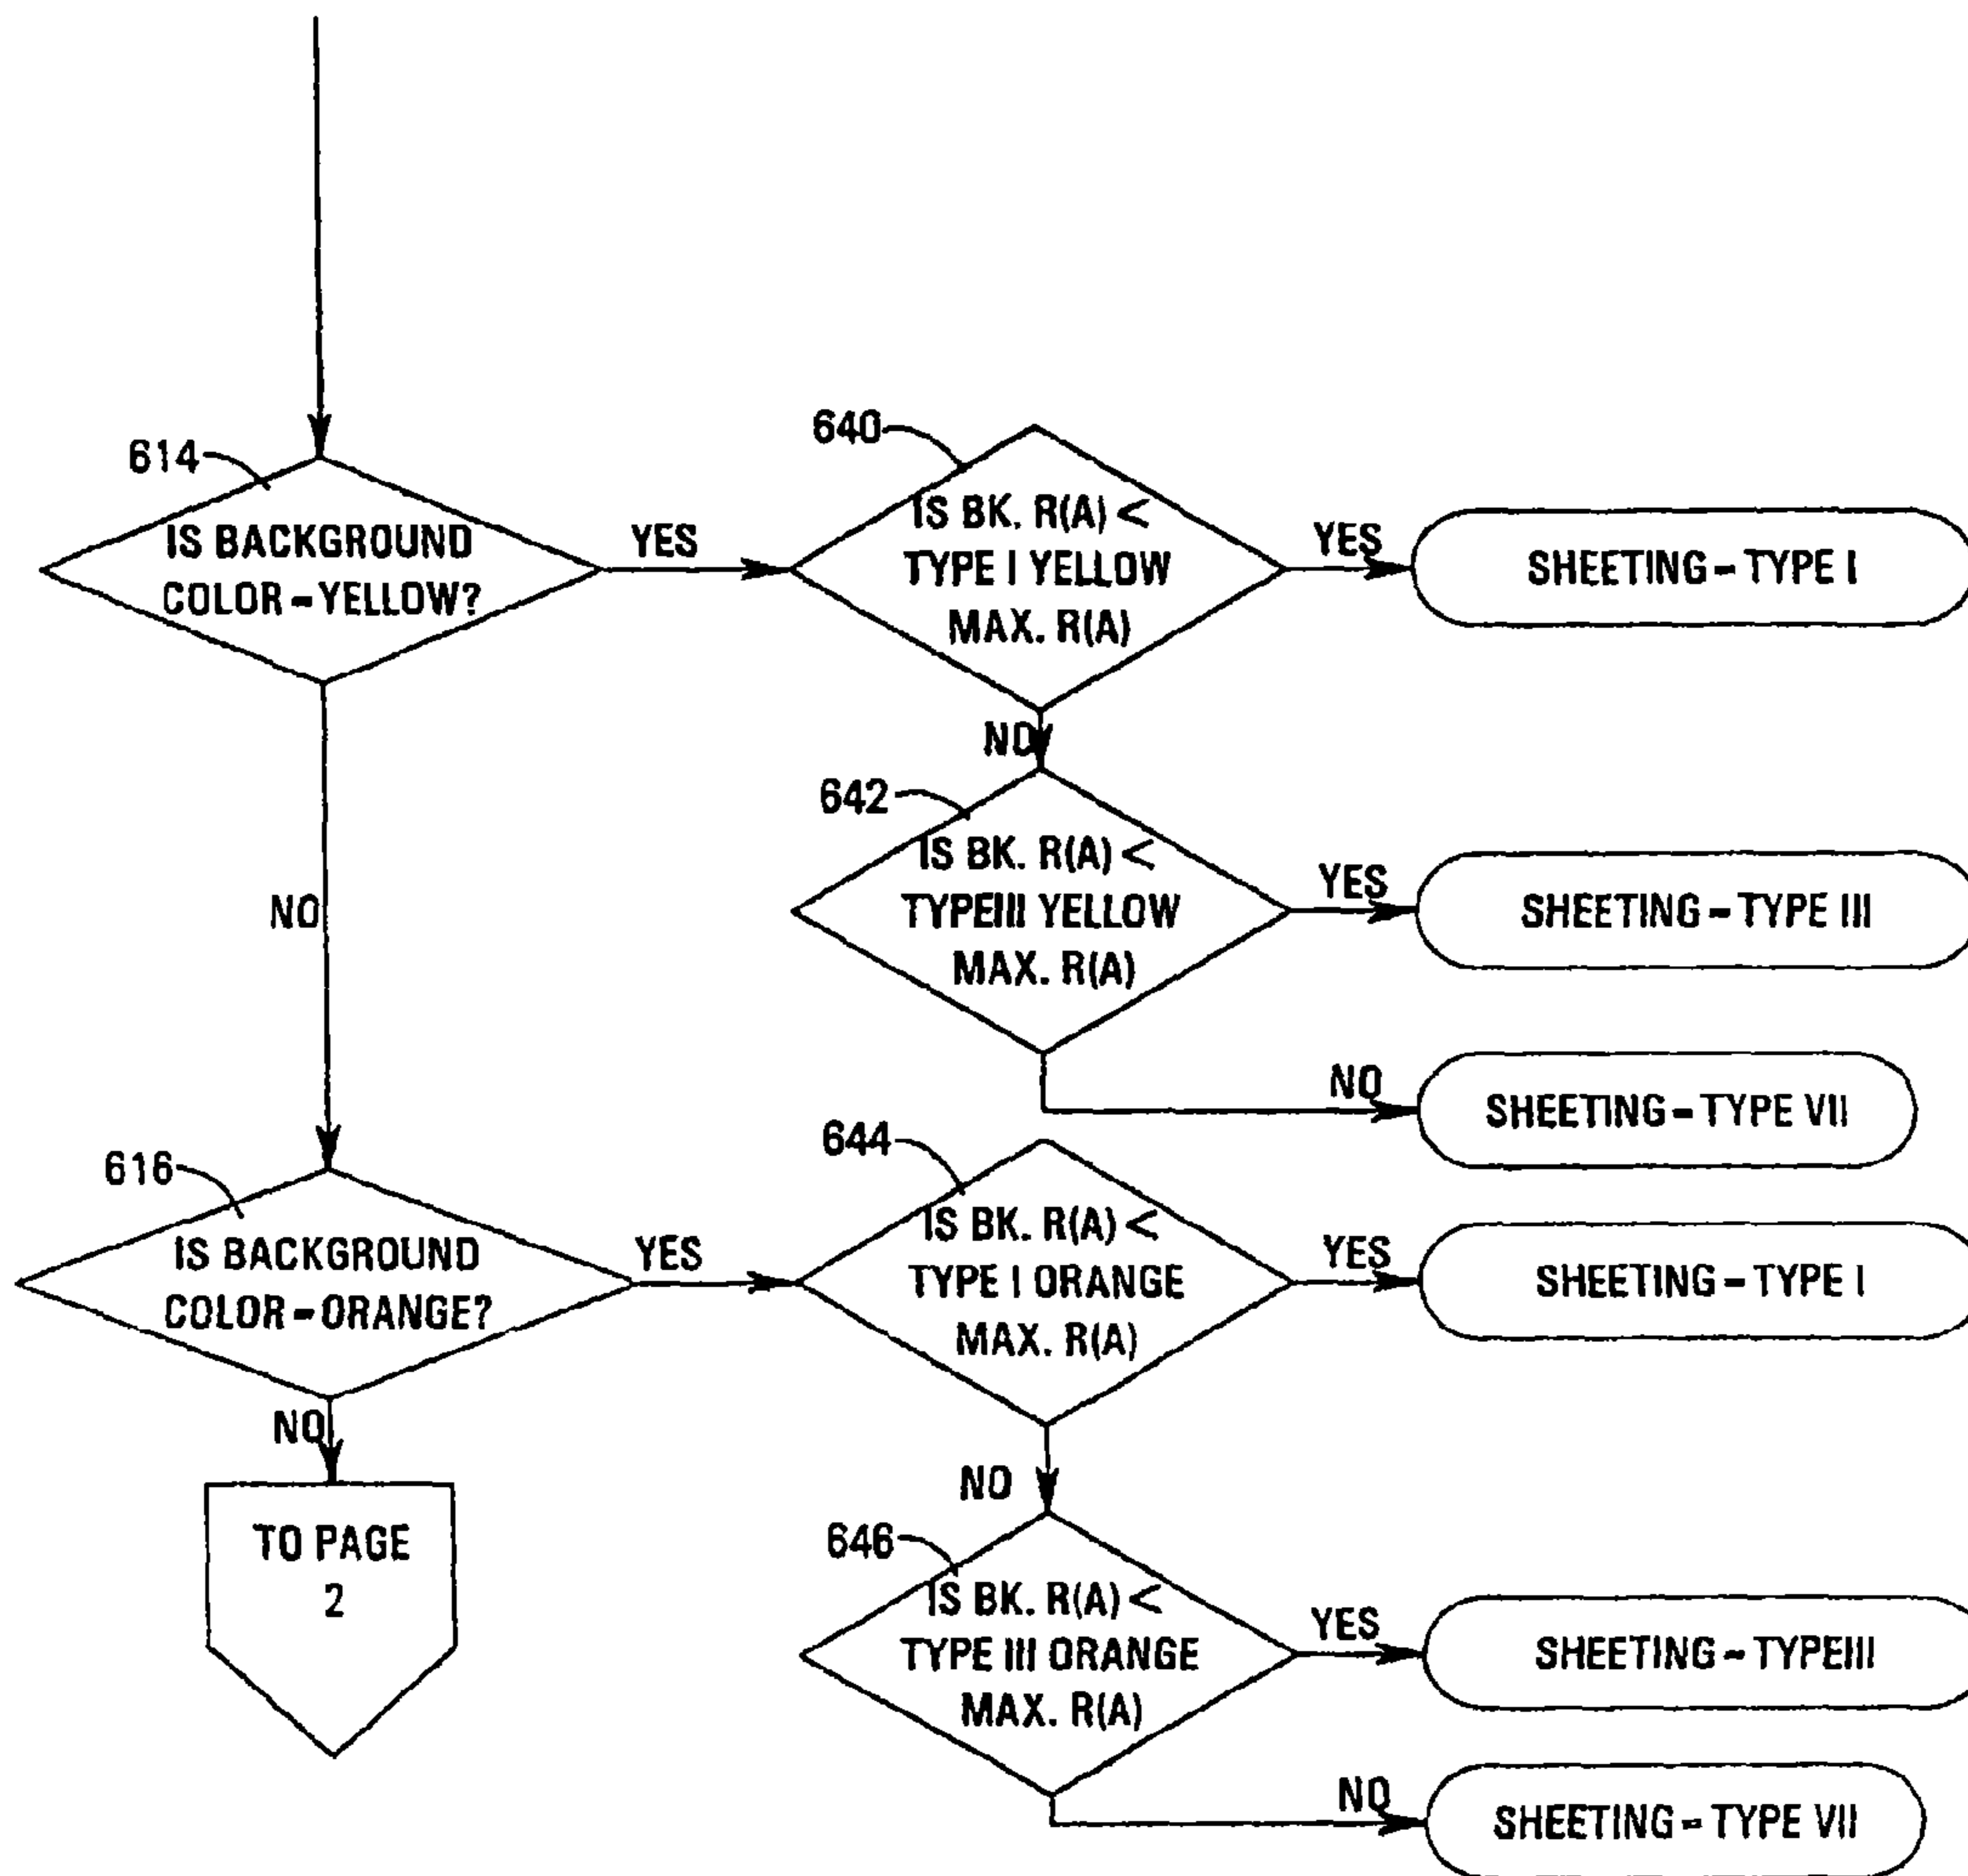 614
IS BACKGROUND
COLOR – YELLOW?
YES
640
IS BK. R(A) <
TYPE I YELLOW
MAX. R(A)
YES
SHEETING – TYPE I
NO
642
IS BK. R(A) <
TYPEIII YELLOW
MAX. R(A)
YES
SHEETING – TYPE III
NO
SHEETING – TYPE VII
NO
616
IS BACKGROUND
COLOR – ORANGE?
YES
644
IS BK. R(A) <
TYPE I ORANGE
MAX. R(A)
YES
SHEETING – TYPE I
NO
TO PAGE
2
NO
646
IS BK. R(A) <
TYPE III ORANGE
MAX. R(A)
YES
SHEETING – TYPEIII
NO
SHEETING = TYPE VII